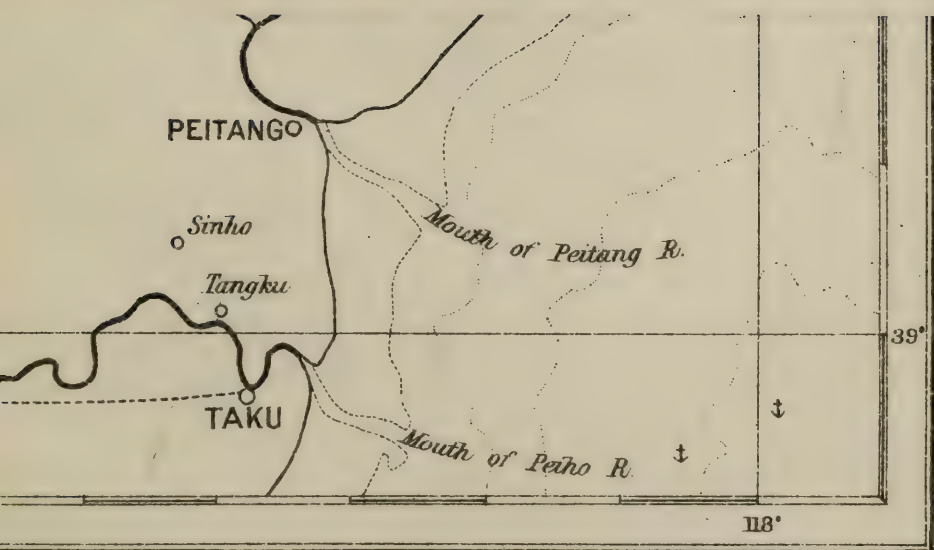 PEITANG
Sinho
Mouth of Peitang R.
Tangku
39°
TAKU
Mouth of Peiho R.
118°